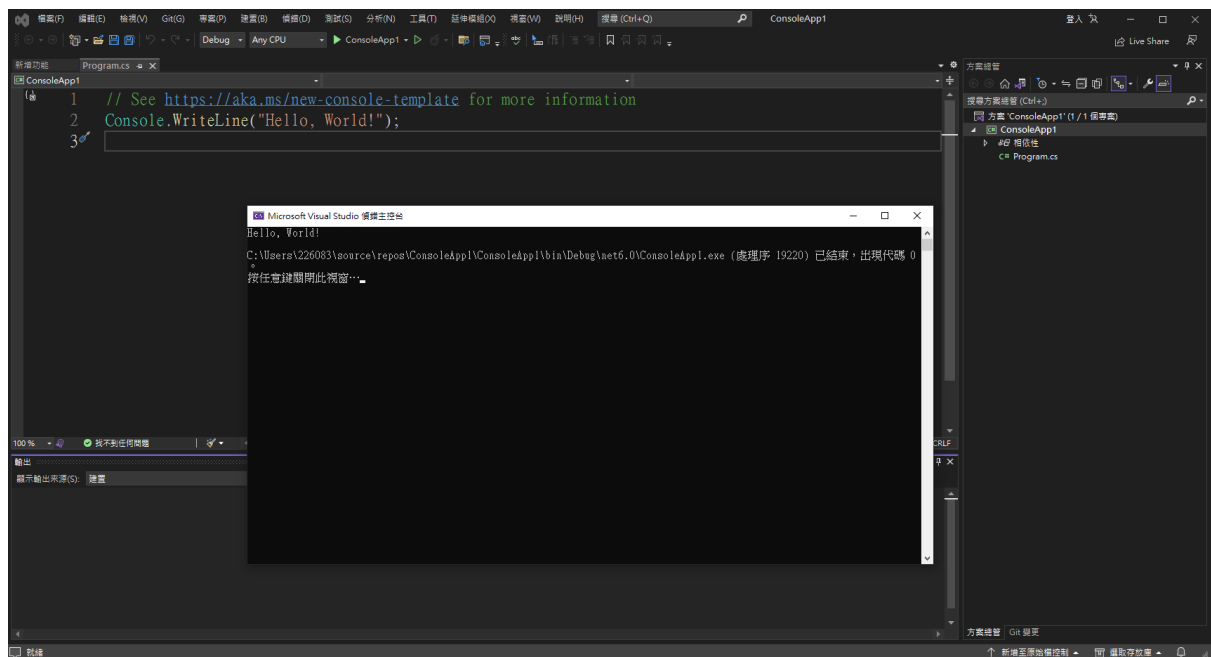 檔案(F) 編輯(E) 檢視(V) Git(G) 專案(P) 建置(B) 偵錯(D) 測試(S) 分析(N) 工具(T) 延伸模組(X) 視窗(W) 說明(H) 搜尋 (Ctrl+Q) ConsoleApp1 登入
Debug Any CPU ConsoleApp1 Live Share
新增功能 Program.cs
ConsoleApp1
1 // See https://aka.ms/new-console-template for more information
2 Console.WriteLine("Hello, World!");
3
Microsoft Visual Studio 偵錯主控台
Hello, World!
C:\Users\226083\source\repos\ConsoleApp1\ConsoleApp1\bin\Debug\net6.0\ConsoleApp1.exe (處理序 19220) 已結束，出現代碼 0
。
按任意鍵關閉此視窗…
100 % 找不到任何問題 CRLF
輸出
顯示輸出來源(S): 建置
方案總管
搜尋方案總管 (Ctrl+;)
方案 'ConsoleApp1' (1 / 1 個專案)
ConsoleApp1
相依性
C# Program.cs
方案總管 Git 變更
就緒 新增至原始檔控制 選取存放庫